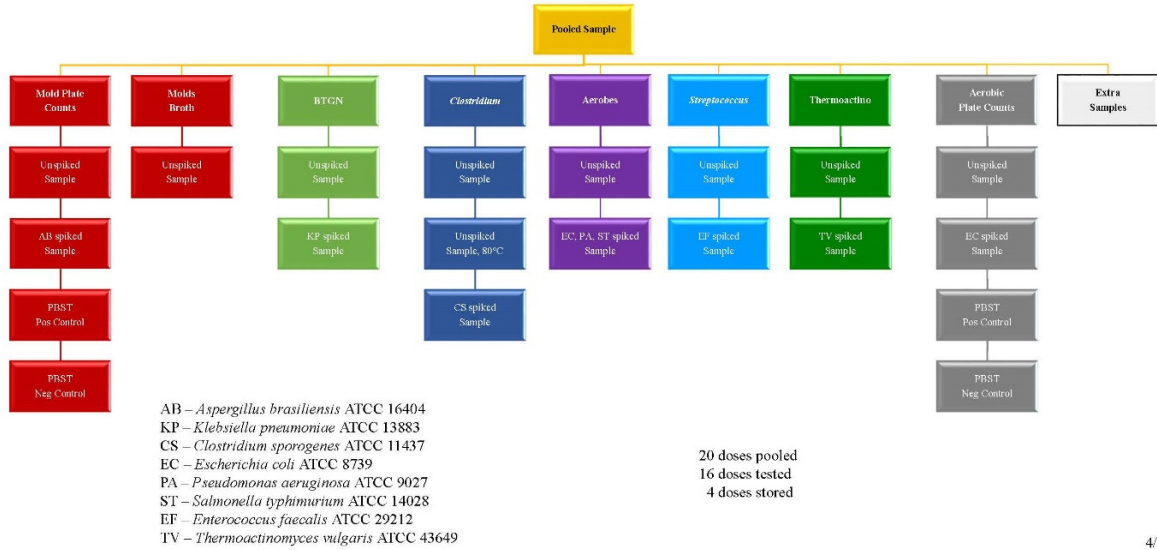 Pooled Sample
Mold Plate
Counts
Unspiked
Sample
AB spiked
Sample
PBST
Pos Control
PBST
Neg Control
Molds
Broth
Unspiked
Sample
BTGN
Unspiked
Sample
KP spiked
Sample
Clostridium
Unspiked
Sample
Unspiked
Sample, 80°C
CS spiked
Sample
Aerobes
Unspiked
Sample
EC, PA, ST spiked
Sample
Streptococcus
Unspiked
Sample
EF spiked
Sample
Thermoactino
Unspiked
Sample
TV spiked
Sample
Aerobic
Plate Counts
Unspiked
Sample
EC spiked
Sample
PBST
Pos Control
PBST
Neg Control
Extra
Samples
AB – Aspergillus brasiliensis ATCC 16404
KP – Klebsiella pneumoniae ATCC 13883
CS – Clostridium sporogenes ATCC 11437
EC – Escherichia coli ATCC 8739
PA – Pseudomonas aeruginosa ATCC 9027
ST – Salmonella typhimurium ATCC 14028
EF – Enterococcus faecalis ATCC 29212
TV – Thermoactinomyces vulgaris ATCC 43649
20 doses pooled
16 doses tested
4 doses stored
4/